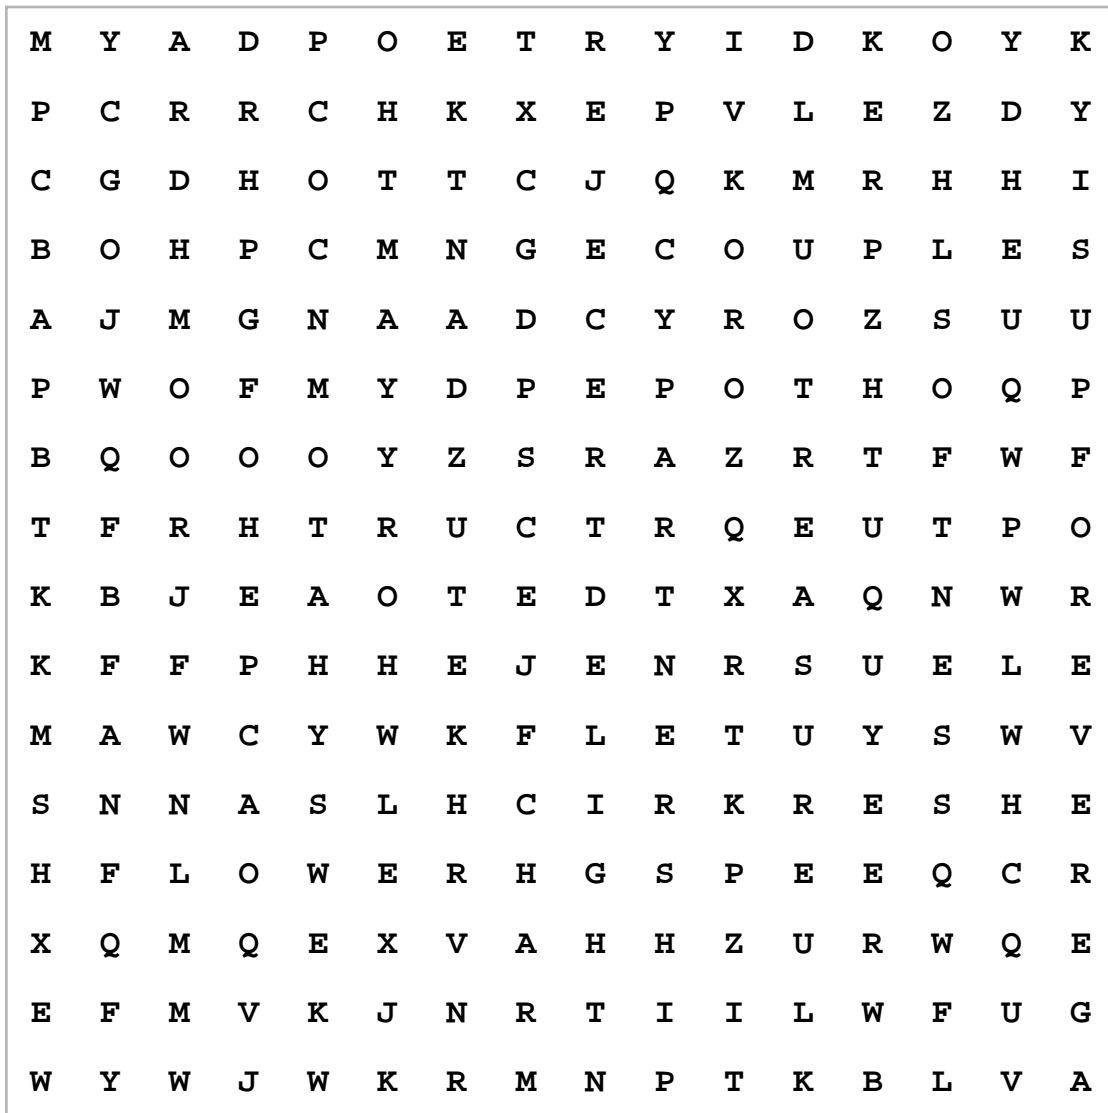 M Y A D P O E T R Y I D K O Y K
P C R R C H K X E P V L E Z D Y
C G D H O T T C J Q K M R H H I
B O H P C M N G E C O U P L E S
A J M G N A A D C Y R O Z S U U
P W O F M Y D P E P O T H O Q P
B Q O O O Y Z S R A Z R T F W F
T F R H T R U C T R Q E U T P O
K B J E A O T E D T X A Q N W R
K F F P H H E J E N R S U E L E
M A W C Y W K F L E T U Y S W V
S N N A S L H C I R K R E S H E
H F L O W E R H G S P E E Q C R
X Q M Q E X V A H H Z U R W Q E
E F M V K J N R T I I L W F U G
W Y W J W K R M N P T K B L V A